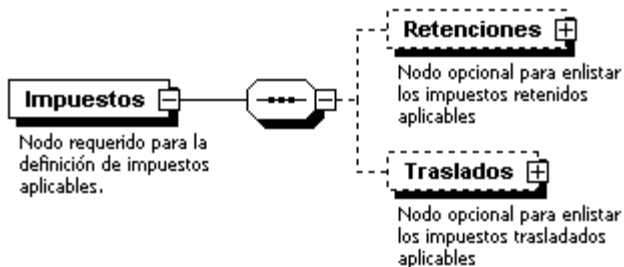 Impuestos
Nodo requerido para la
definición de impuestos
aplicables.
Retenciones
Nodo opcional para enlistar
los impuestos retenidos
aplicables
Traslados
Nodo opcional para enlistar
los impuestos trasladados
aplicables